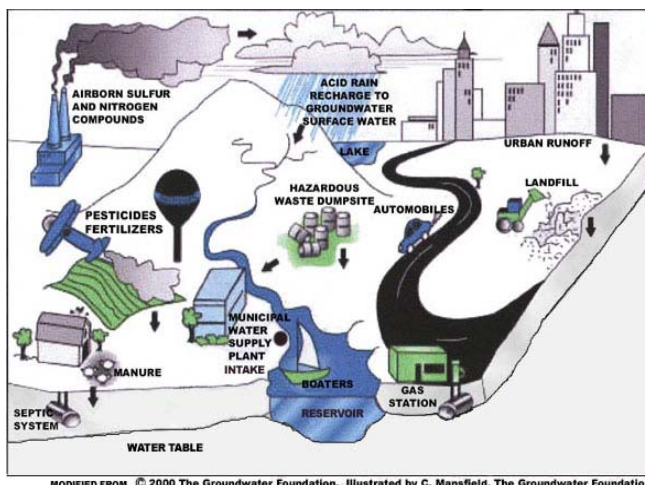 AIRBORN SULFUR
AND NITROGEN
COMPOUNDS
ACID RAIN
RECHARGE TO
GROUNDWATER
SURFACE WATER
LAKE
URBAN RUNOFF
LANDFILL
HAZARDOUS
WASTE DUMPSITE
AUTOMOBILES
PESTICIDES
FERTILIZERS
MUNICIPAL
WATER
SUPPLY
PLANT
INTAKE
MANURE
BOATERS
GAS
STATION
SEPTIC
SYSTEM
RESERVOIR
WATER TABLE
MODIFIED FROM © 2000 The Groundwater Foundation. Illustrated by C. Mansfield, The Groundwater Foundatio